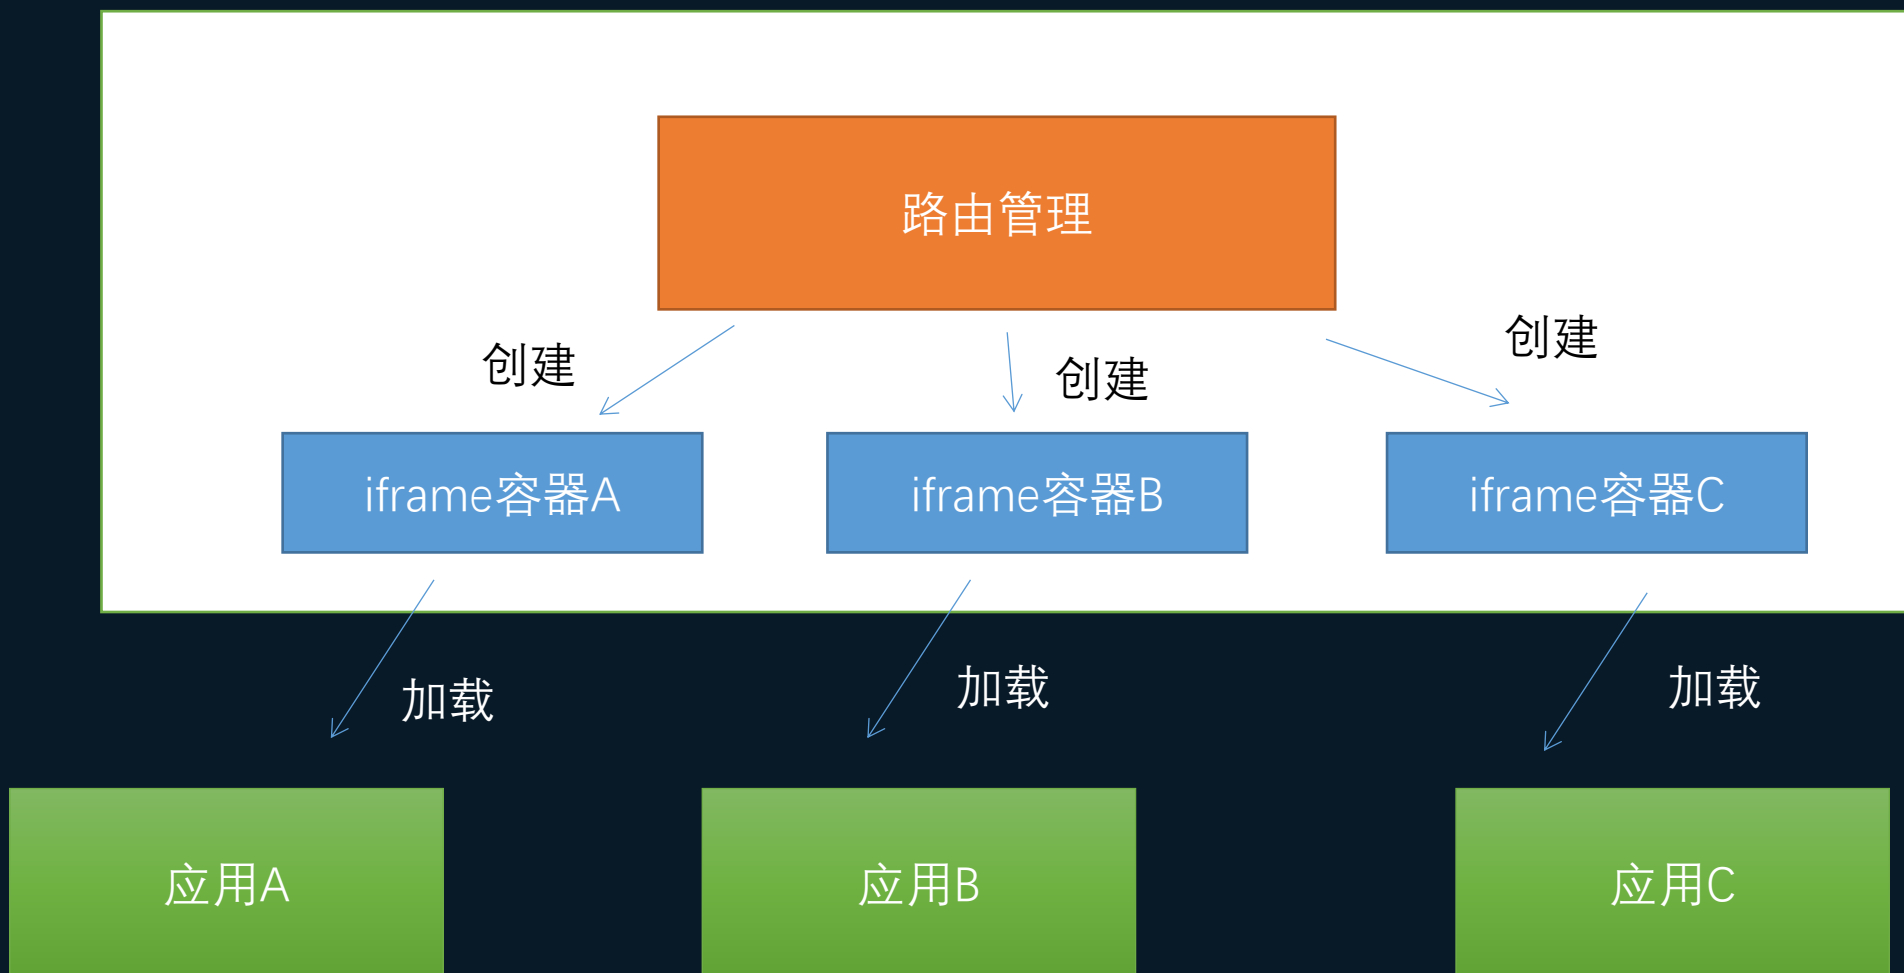 路由管理
创建
创建
创建
iframe容器A
iframe容器B
iframe容器C
加载
加载
加载
应用A
应用B
应用C